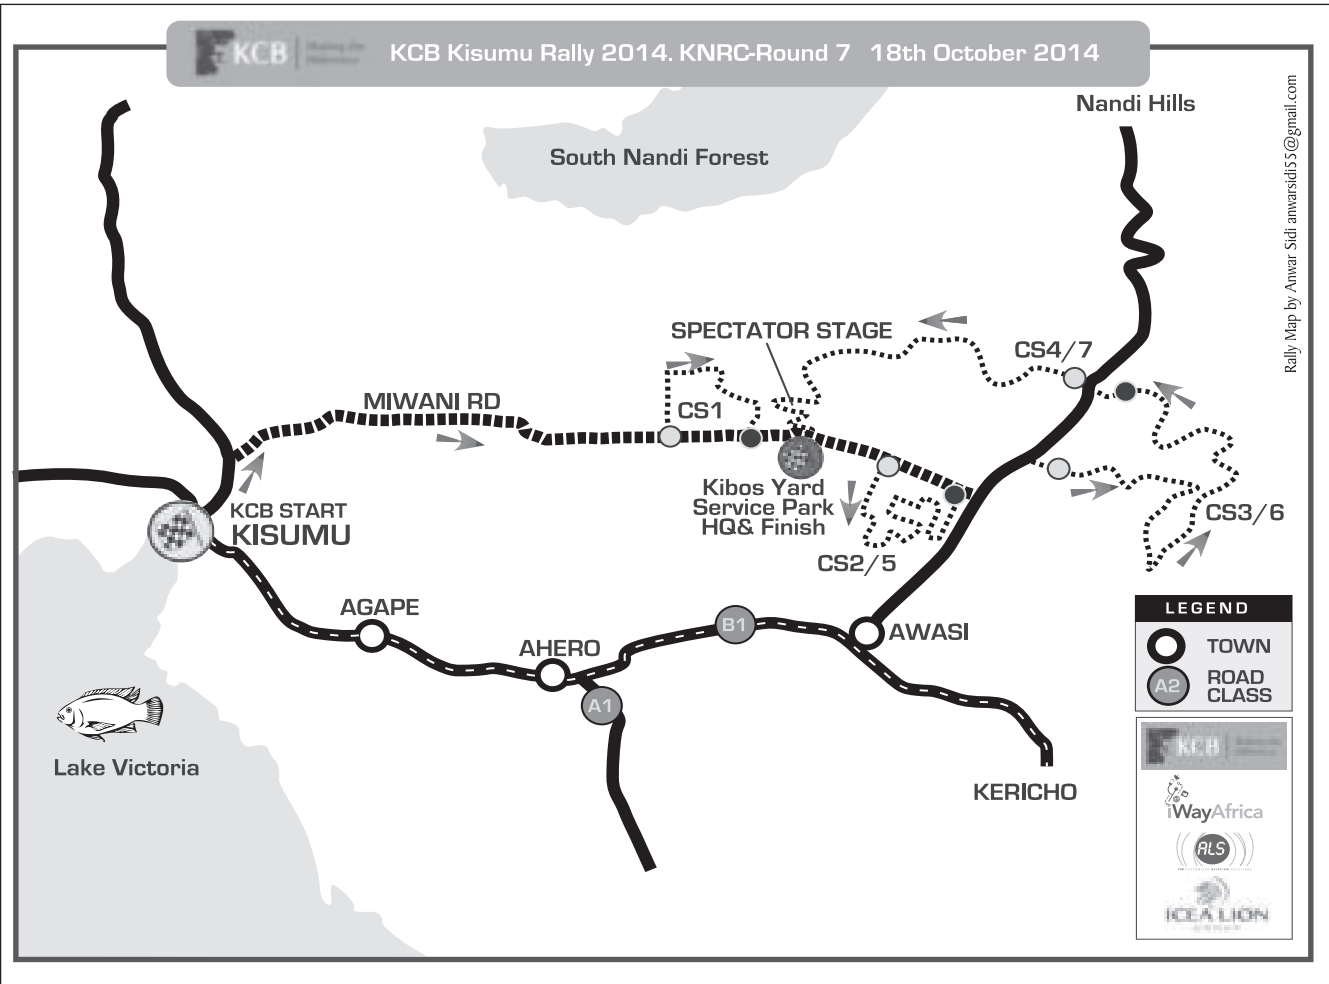 KCB
KCB Kisumu Rally 2014. KNRC-Round 7 18th October 2014
Nandi Hills
South Nandi Forest
Rally Map by Anwar Sidi anwarsidi55@gmail.com
SPECTATOR STAGE
CS4/7
MIWANI RD
CS1
Kibos Yard
Service Park
HQ& Finish
KCB START
KISUMU
CS3/6
CS2/5
AGAPE
B1
AWASI
AHERO
A1
LEGEND
TOWN
A2
ROAD
CLASS
Lake Victoria
KERICHO
KCB
iWayAfrica
ALS
ICEA LION